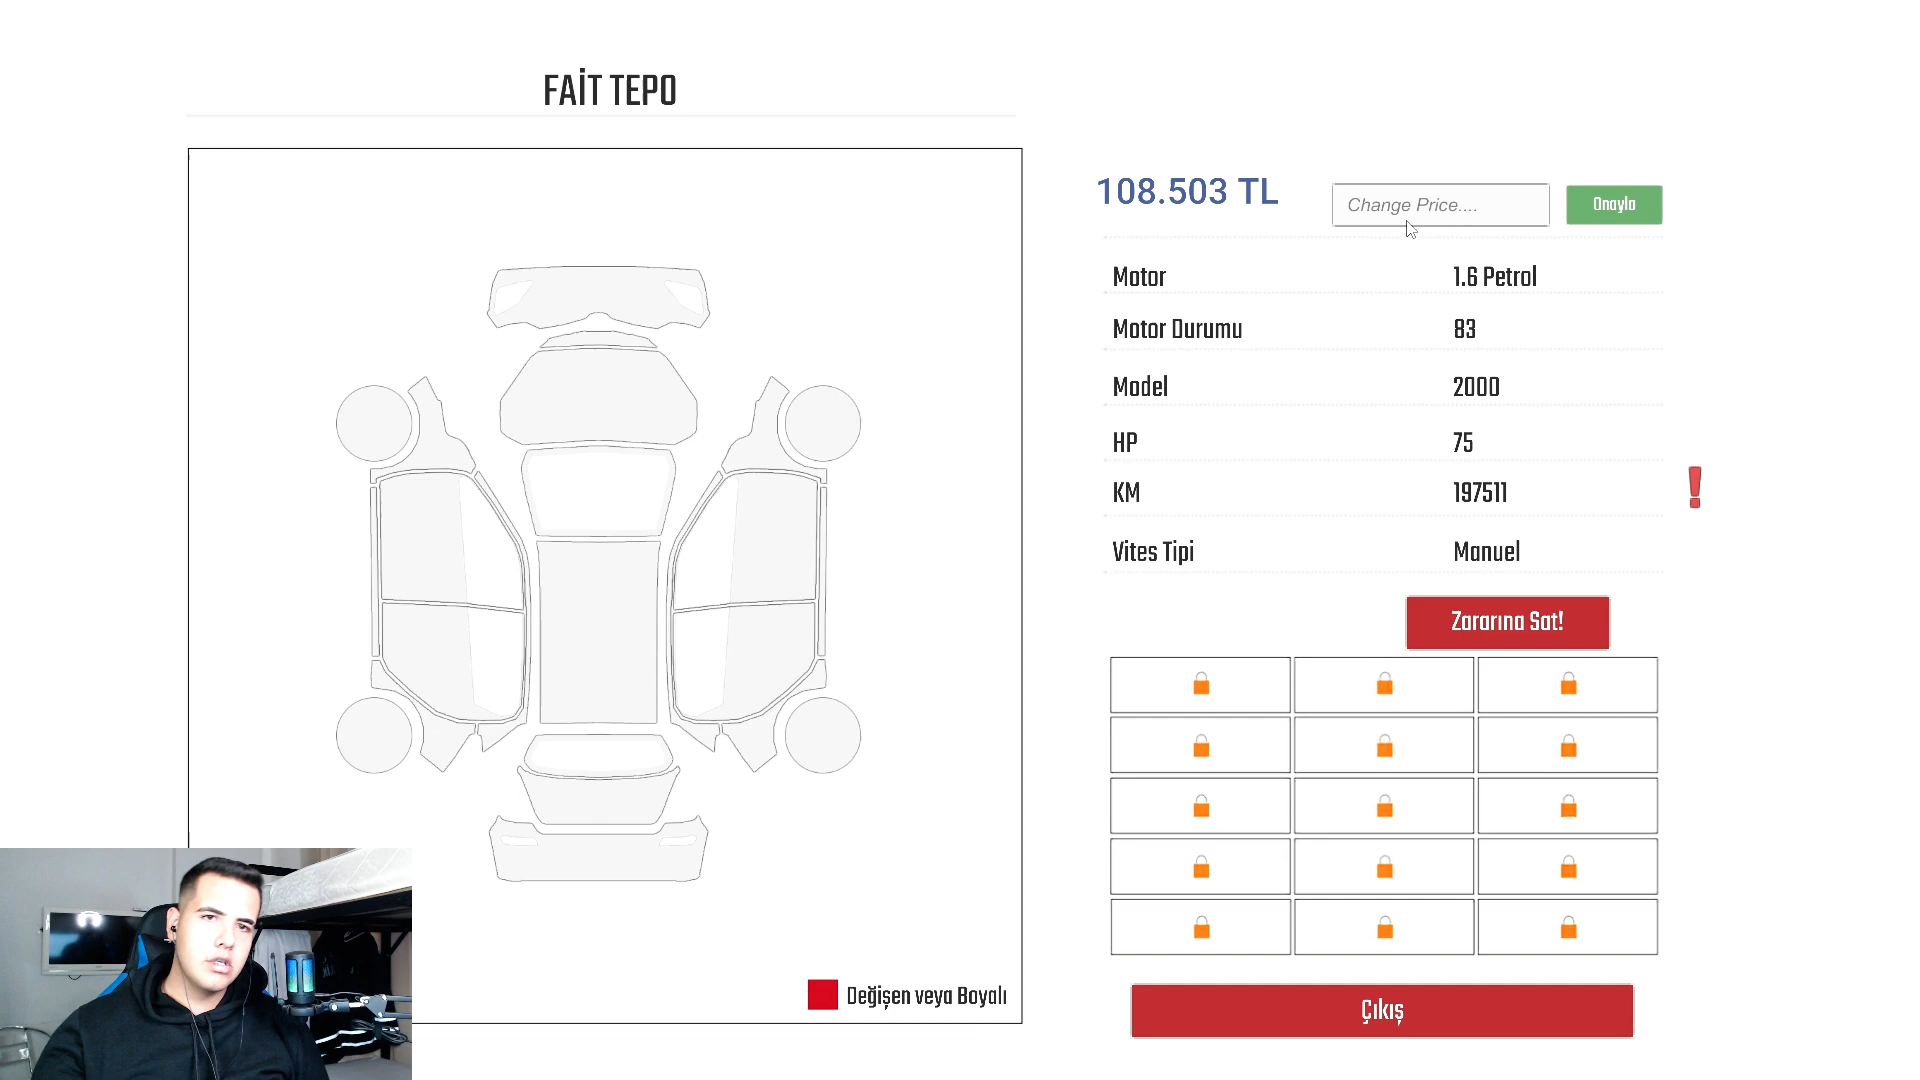 FAİT TEPO
108.503 TL
Change Price....
Onayla
Motor
1.6 Petrol
Motor Durumu
83
Model
2000
HP
75
KM
197511
Vites Tipi
Manuel
Zararına Sat!
Değişen veya Boyalı
Çıkış